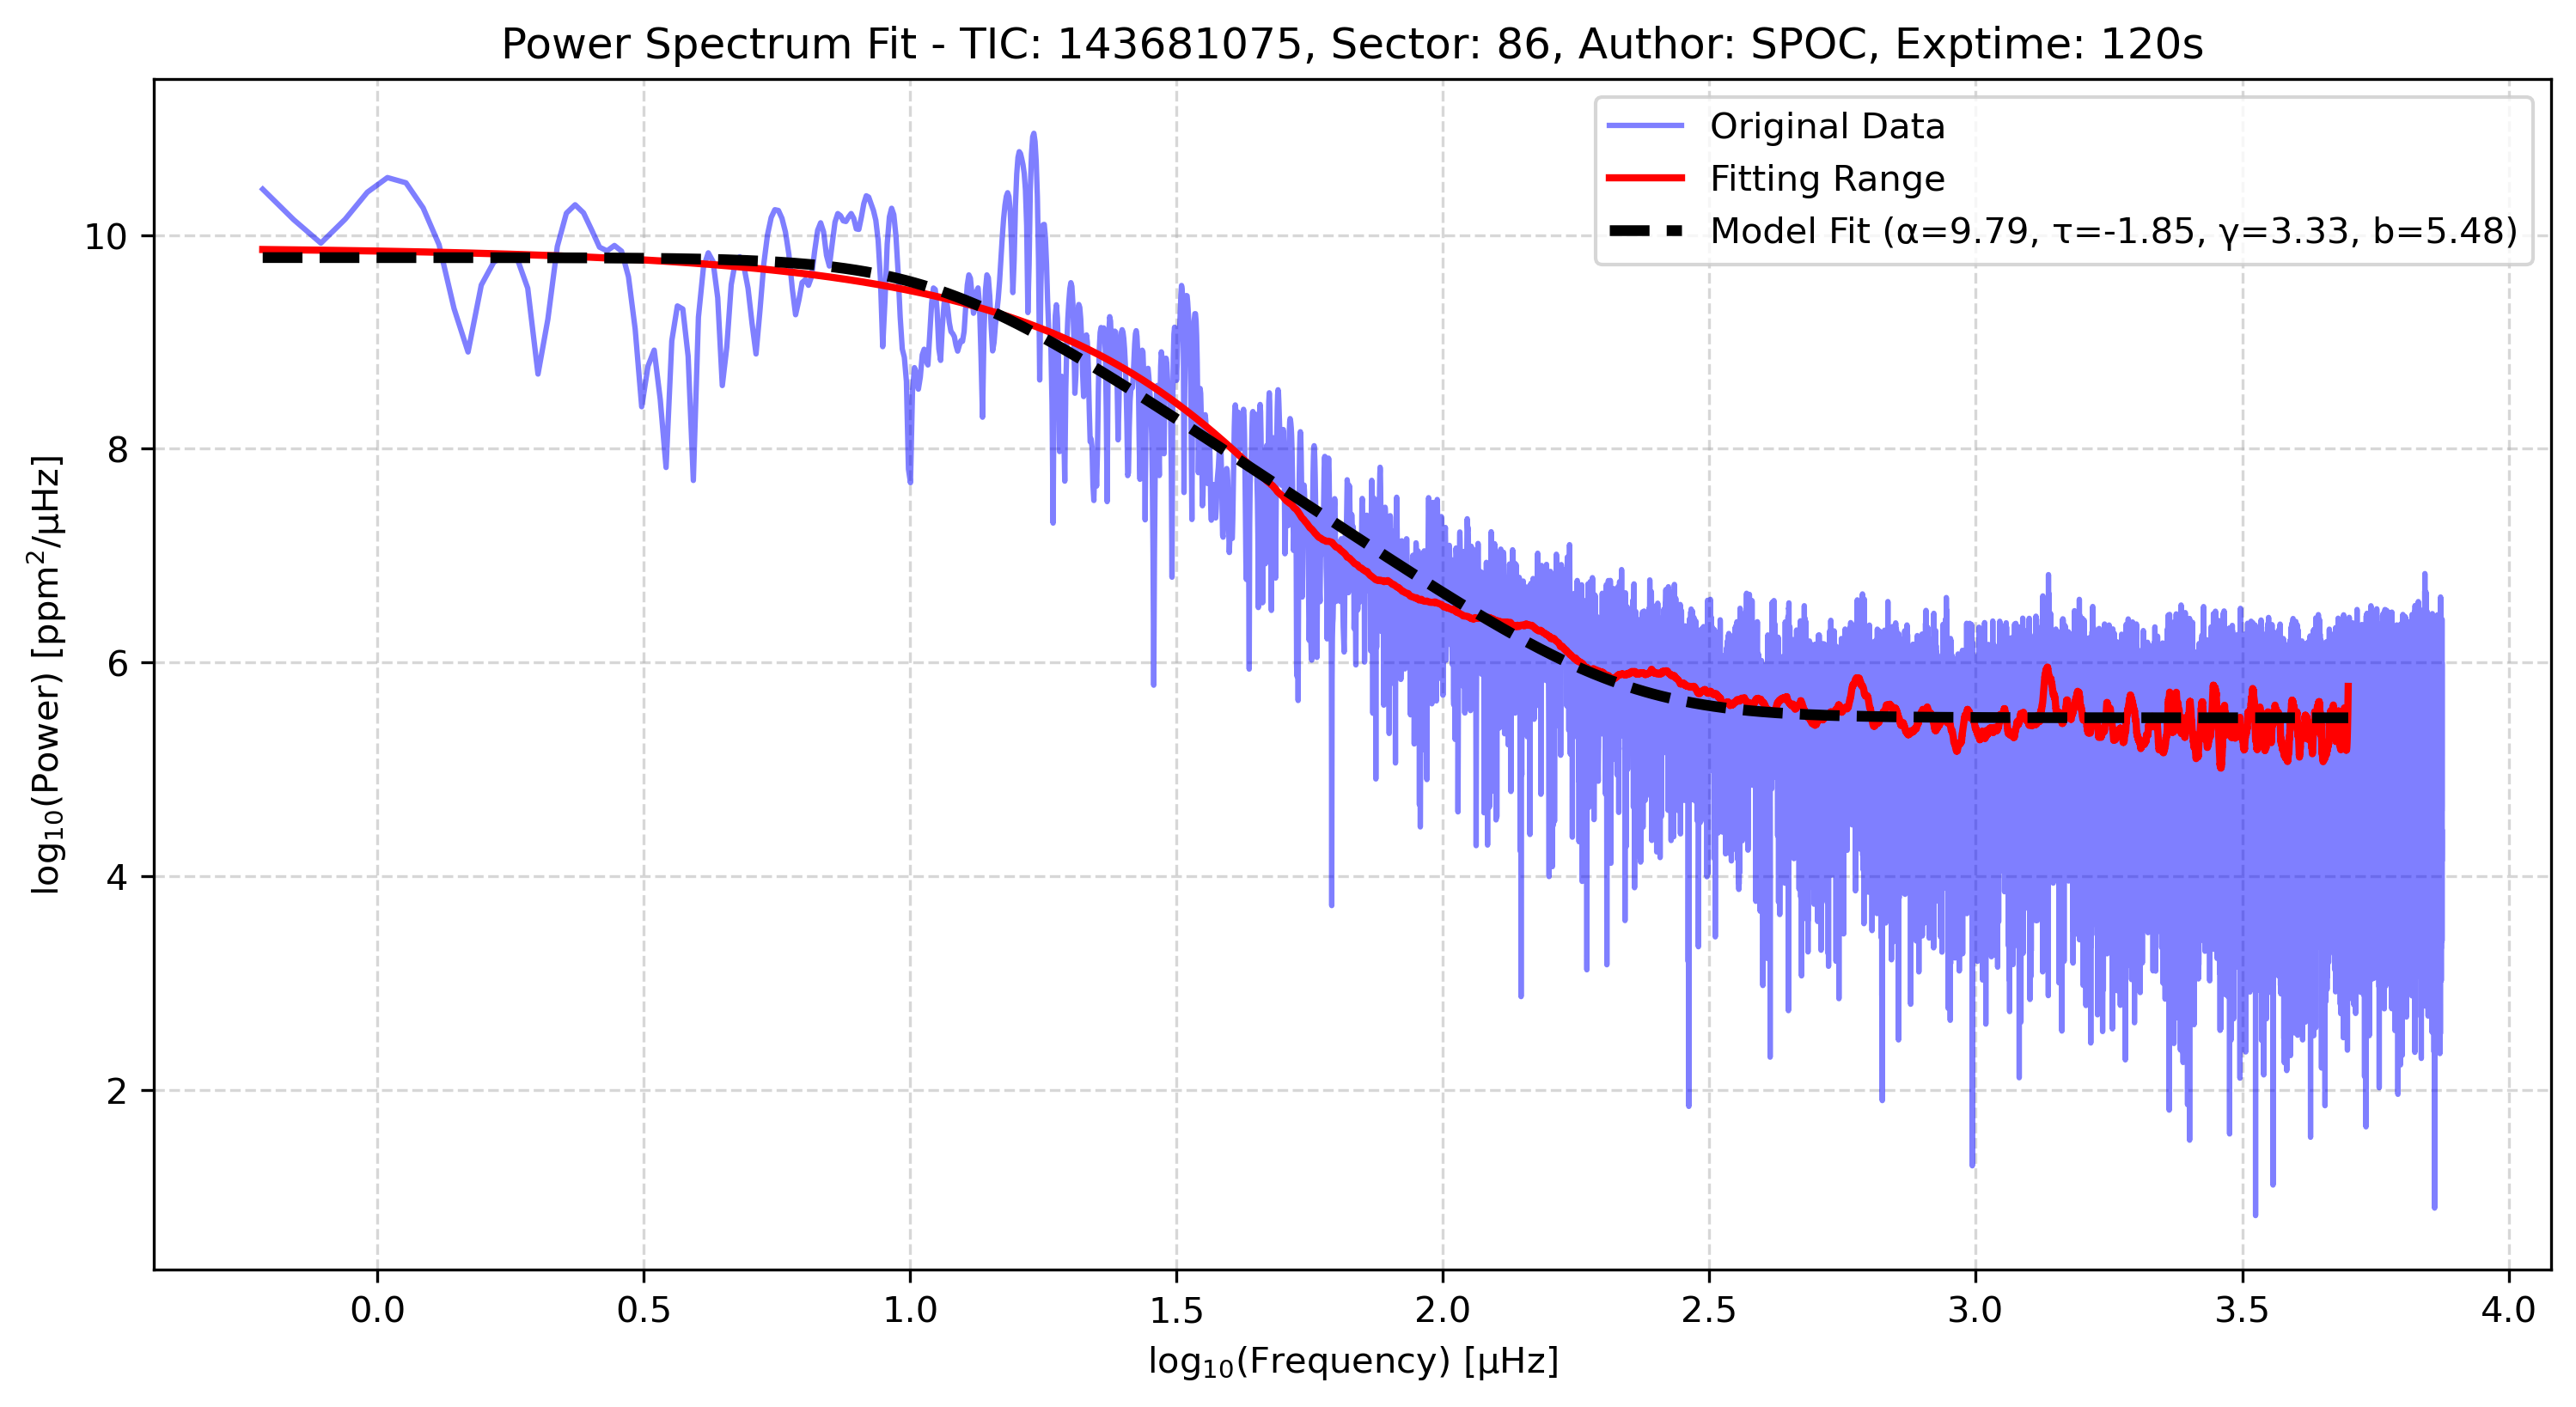 Power Spectrum Fit - TIC: 143681075, Sector: 86, Author: SPOC, Exptime: 120s
Original Data
Fitting Range
Model Fit (α=9.79, τ=-1.85, γ=3.33, b=5.48)
log₁₀(Power) [ppm²/μHz]
10
8
6
4
2
0.0 0.5 1.0 1.5 2.0 2.5 3.0 3.5 4.0
log₁₀(Frequency) [μHz]